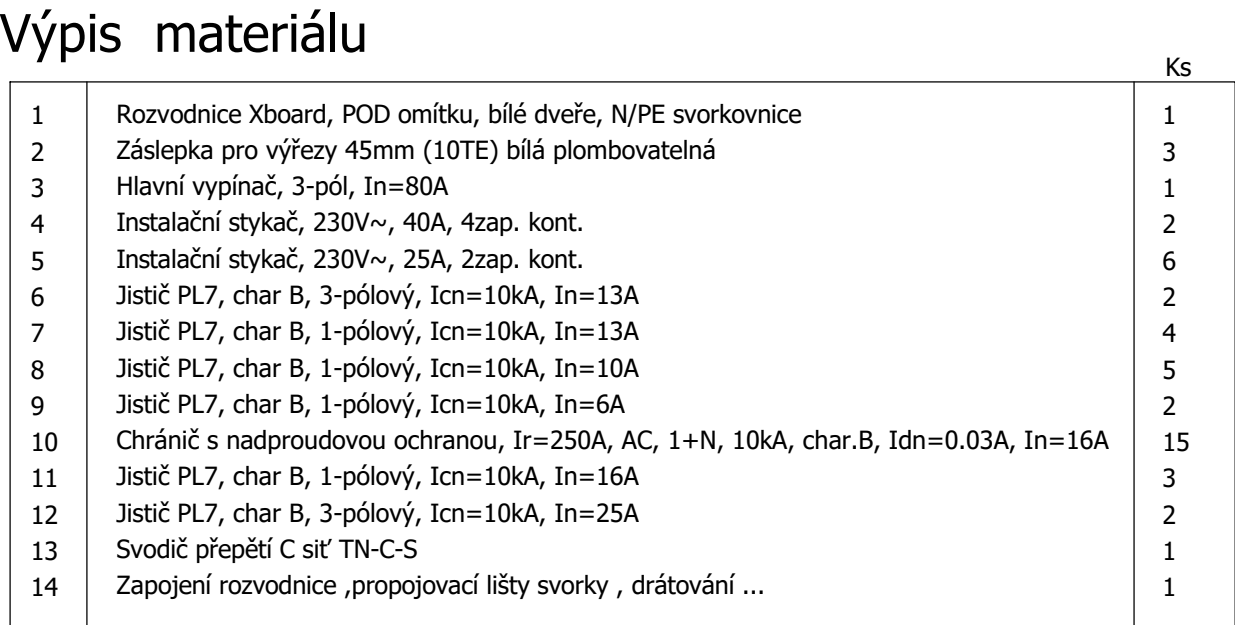 Výpis materiálu
Ks
1 Rozvodnice Xboard, POD omítku, bílé dveře, N/PE svorkovnice 1
2 Záslepka pro výřezy 45mm (10TE) bílá plombovatelná 3
3 Hlavní vypínač, 3-pól, In=80A 1
4 Instalační stykač, 230V~, 40A, 4zap. kont. 2
5 Instalační stykač, 230V~, 25A, 2zap. kont. 6
6 Jistič PL7, char B, 3-pólový, Icn=10kA, In=13A 2
7 Jistič PL7, char B, 1-pólový, Icn=10kA, In=13A 4
8 Jistič PL7, char B, 1-pólový, Icn=10kA, In=10A 5
9 Jistič PL7, char B, 1-pólový, Icn=10kA, In=6A 2
10 Chránič s nadproudovou ochranou, Ir=250A, AC, 1+N, 10kA, char.B, Idn=0.03A, In=16A 15
11 Jistič PL7, char B, 1-pólový, Icn=10kA, In=16A 3
12 Jistič PL7, char B, 3-pólový, Icn=10kA, In=25A 2
13 Svodič přepětí C siť TN-C-S 1
14 Zapojení rozvodnice ,propojovací lišty svorky , drátování ... 1